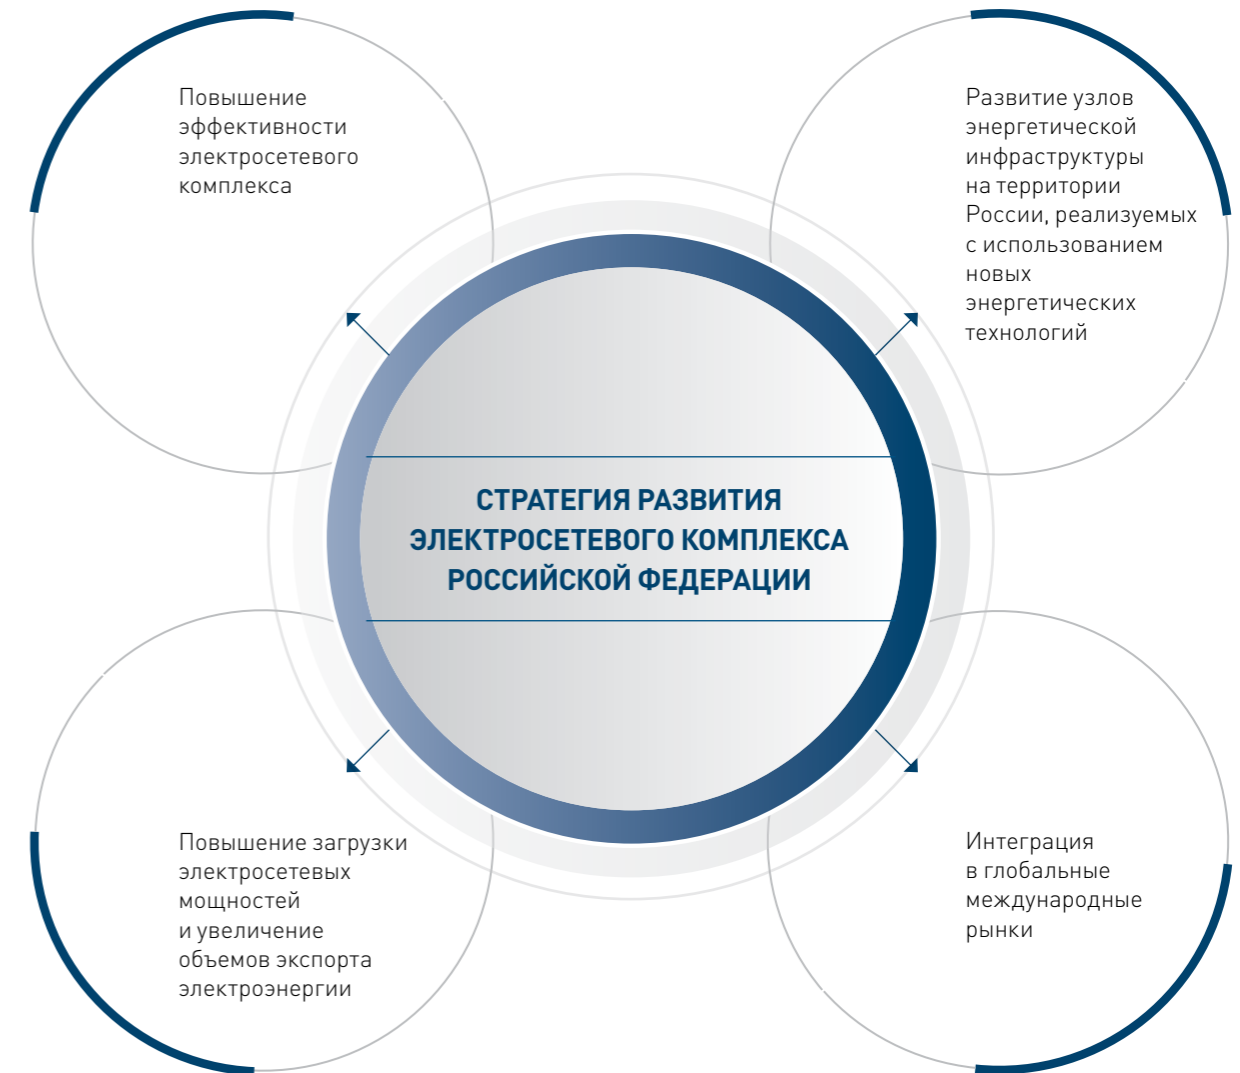 Повышение
эффективности
электросетевого
комплекса
Развитие узлов
энергетической
инфраструктуры
на территории
России, реализуемых
с использованием
новых
энергетических
технологий
СТРАТЕГИЯ РАЗВИТИЯ
ЭЛЕКТРОСЕТЕВОГО КОМПЛЕКСА
РОССИЙСКОЙ ФЕДЕРАЦИИ
Повышение загрузки
электросетевых
мощностей
и увеличение
объемов экспорта
электроэнергии
Интеграция
в глобальные
международные
рынки